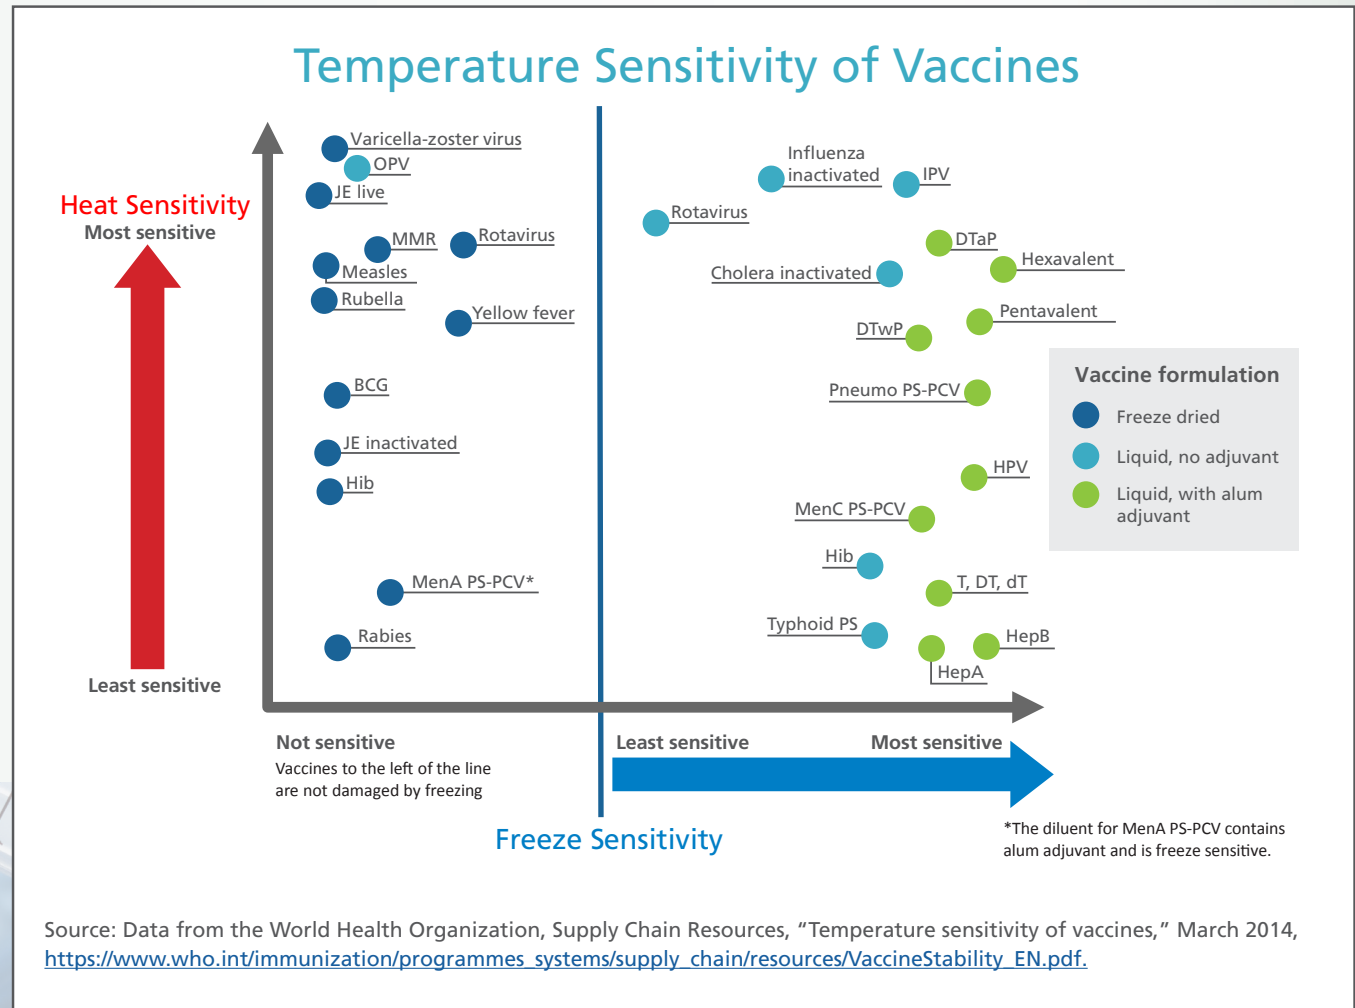 Temperature Sensitivity of Vaccines
Heat Sensitivity
Most sensitive
Least sensitive
Varicella-zoster virus
OPV
JE live
MMR
Rotavirus
Measles
Rubella
Yellow fever
BCG
JE inactivated
Hib
MenA PS-PCV*
Rabies
Influenza
inactivated
IPV
Rotavirus
DTaP
Hexavalent
Cholera inactivated
Pentavalent
DTwP
Pneumo PS-PCV
HPV
MenC PS-PCV
Hib
T, DT, dT
Typhoid PS
HepB
HepA
Vaccine formulation
Freeze dried
Liquid, no adjuvant
Liquid, with alum
adjuvant
Not sensitive
Vaccines to the left of the line
are not damaged by freezing
Least sensitive
Most sensitive
Freeze Sensitivity
*The diluent for MenA PS-PCV contains
alum adjuvant and is freeze sensitive.
Source: Data from the World Health Organization, Supply Chain Resources, “Temperature sensitivity of vaccines,” March 2014,
https://www.who.int/immunization/programmes_systems/supply_chain/resources/VaccineStability_EN.pdf.